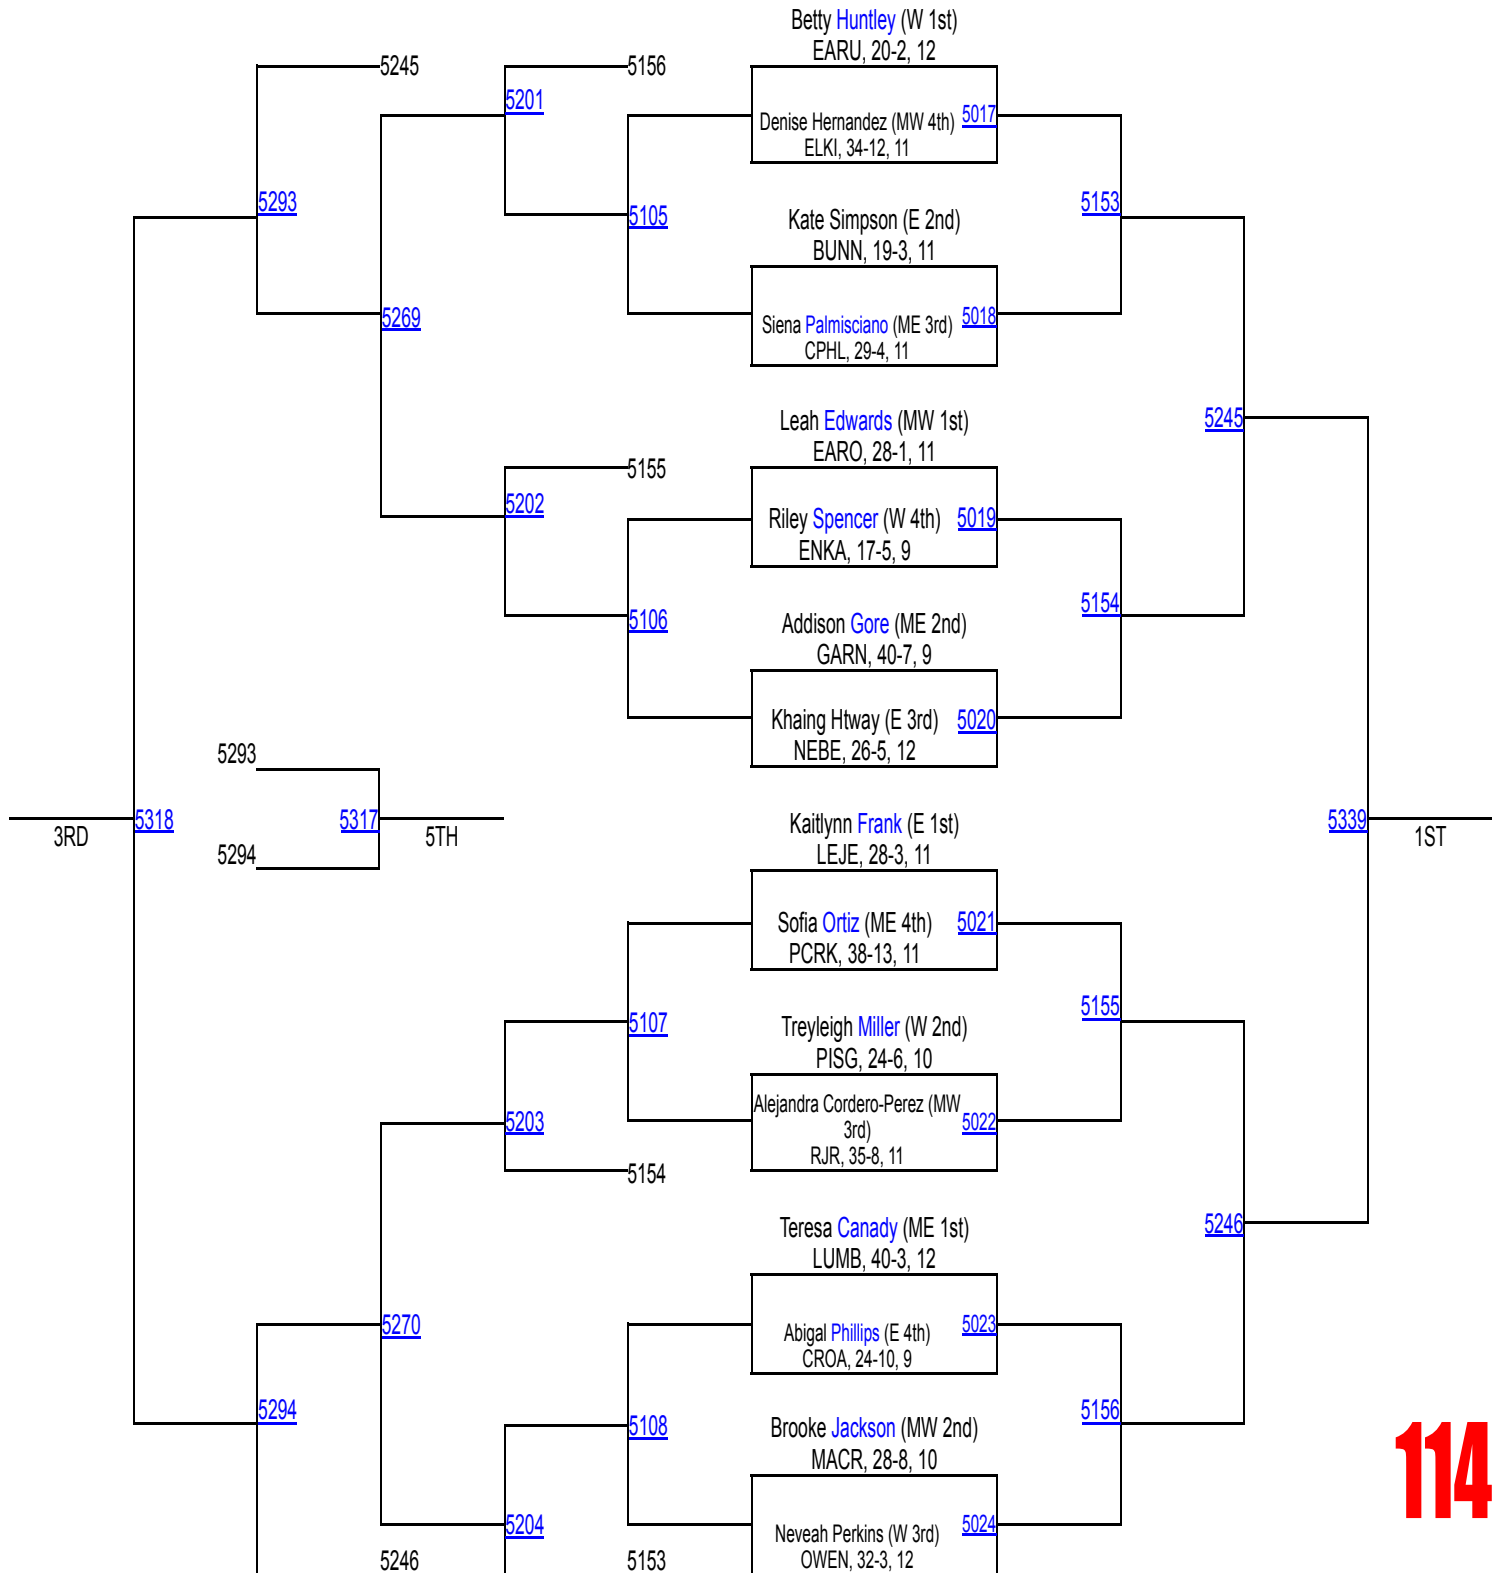 Betty Huntley (W 1st)
EARU, 20-2, 12
5245
5156
5201
Denise Hernandez (MW 4th) 5017
ELKI, 34-12, 11
5293
5153
5105
Kate Simpson (E 2nd)
BUNN, 19-3, 11
5269
Siena Palmisciano (ME 3rd) 5018
CPHL, 29-4, 11
Leah Edwards (MW 1st)
EARO, 28-1, 11
5245
5155
5202
Riley Spencer (W 4th) 5019
ENKA, 17-5, 9
5154
5106
Addison Gore (ME 2nd)
GARN, 40-7, 9
Khaing Htway (E 3rd) 5020
NEBE, 26-5, 12
5293
5318
3RD
5317
5TH
5294
Kaitlynn Frank (E 1st)
LEJE, 28-3, 11
5339
1ST
Sofia Ortiz (ME 4th) 5021
PCRK, 38-13, 11
5155
5107
Treyleigh Miller (W 2nd)
PISG, 24-6, 10
Alejandra Cordero-Perez (MW
3rd)
5022
RJR, 35-8, 11
5203
5154
Teresa Canady (ME 1st)
LUMB, 40-3, 12
5246
5270
Abigal Phillips (E 4th) 5023
CROA, 24-10, 9
5294
5156
5108
Brooke Jackson (MW 2nd)
MACR, 28-8, 10
114
5204
Neveah Perkins (W 3rd) 5024
OWEN, 32-3, 12
5246
5153